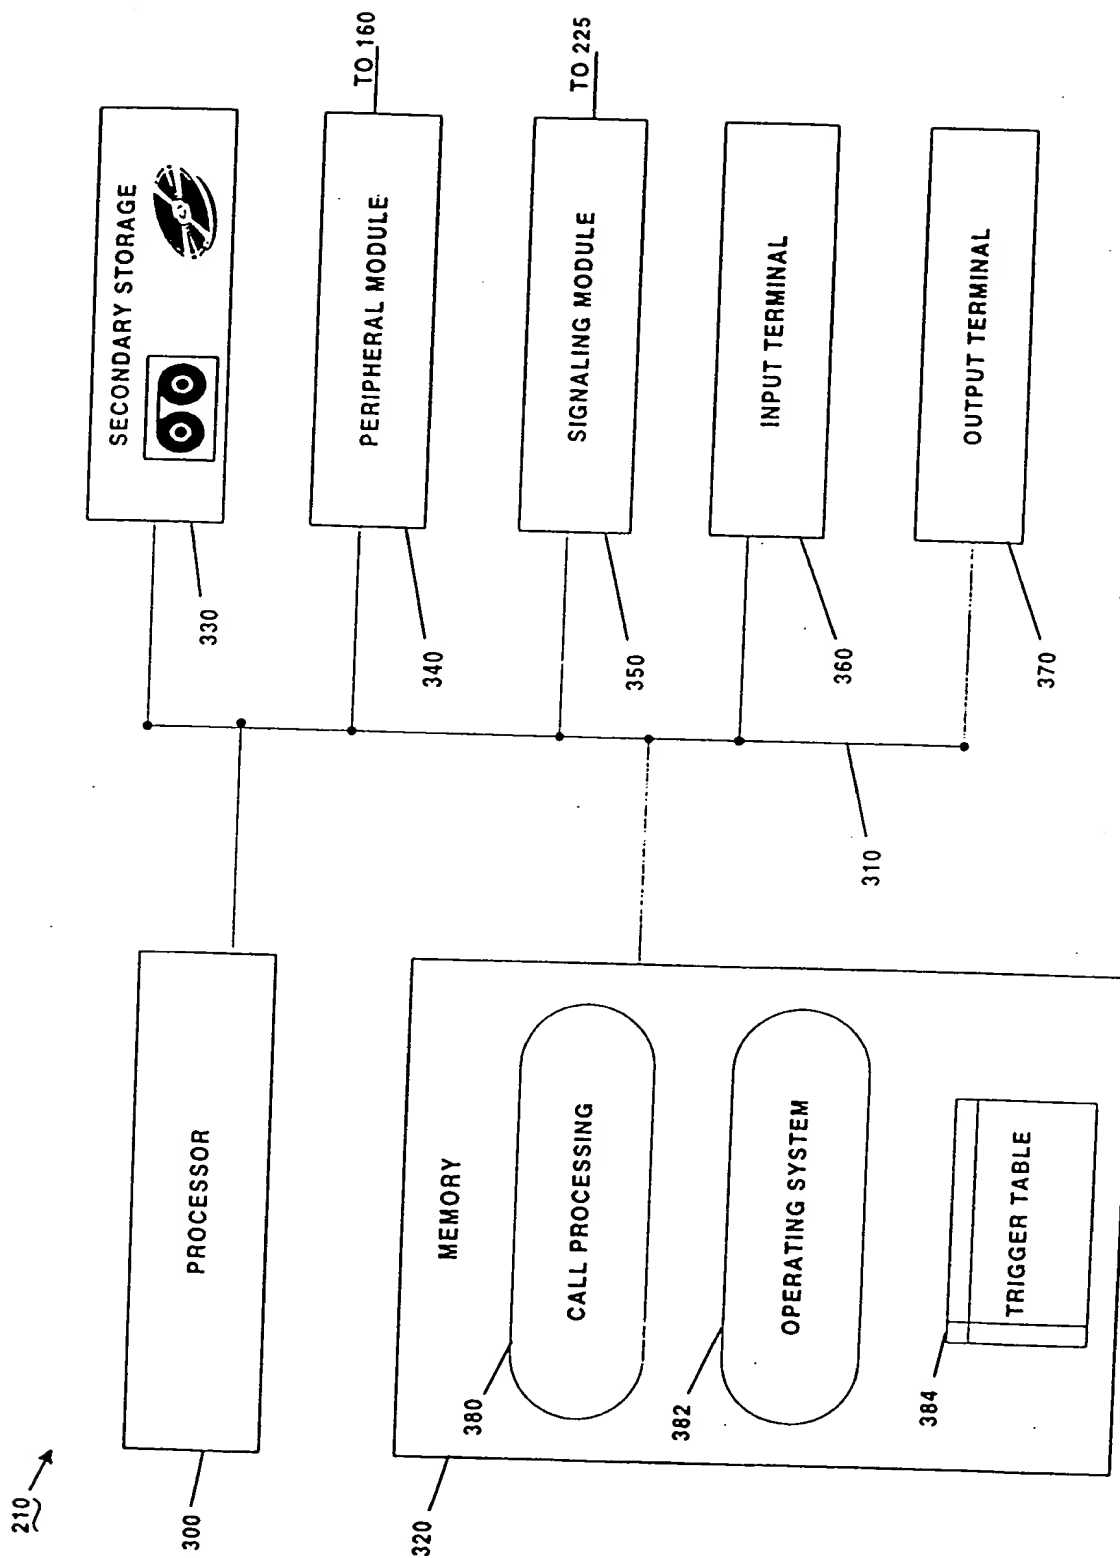 210
300
PROCESSOR
320
MEMORY
380
CALL PROCESSING
382
OPERATING SYSTEM
384
TRIGGER TABLE
310
330
SECONDARY STORAGE
340
PERIPHERAL MODULE
TO 160
350
SIGNALING MODULE
TO 225
360
INPUT TERMINAL
370
OUTPUT TERMINAL